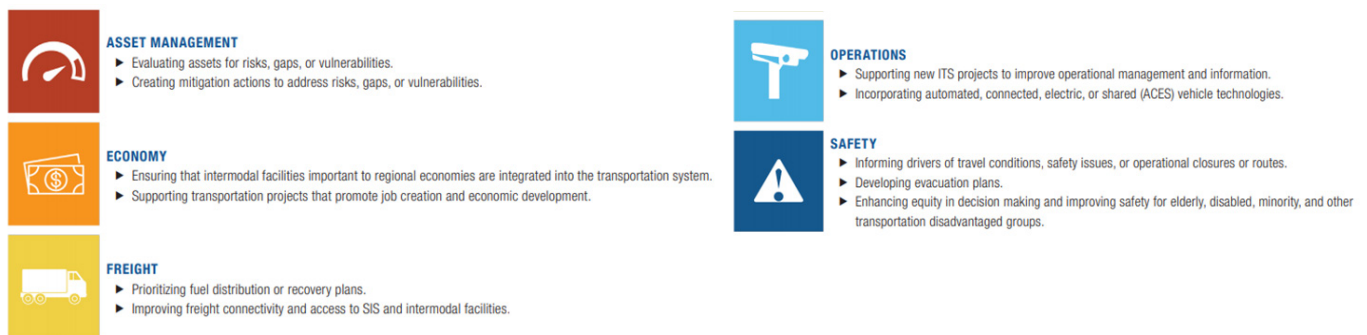 ASSET MANAGEMENT
► Evaluating assets for risks, gaps, or vulnerabilities.
► Creating mitigation actions to address risks, gaps, or vulnerabilities.
ECONOMY
► Ensuring that intermodal facilities important to regional economies are integrated into the transportation system.
► Supporting transportation projects that promote job creation and economic development.
FREIGHT
► Prioritizing fuel distribution or recovery plans.
► Improving freight connectivity and access to SIS and intermodal facilities.
OPERATIONS
► Supporting new ITS projects to improve operational management and information.
► Incorporating automated, connected, electric, or shared (ACES) vehicle technologies.
SAFETY
► Informing drivers of travel conditions, safety issues, or operational closures or routes.
► Developing evacuation plans.
► Enhancing equity in decision making and improving safety for elderly, disabled, minority, and other
transportation disadvantaged groups.